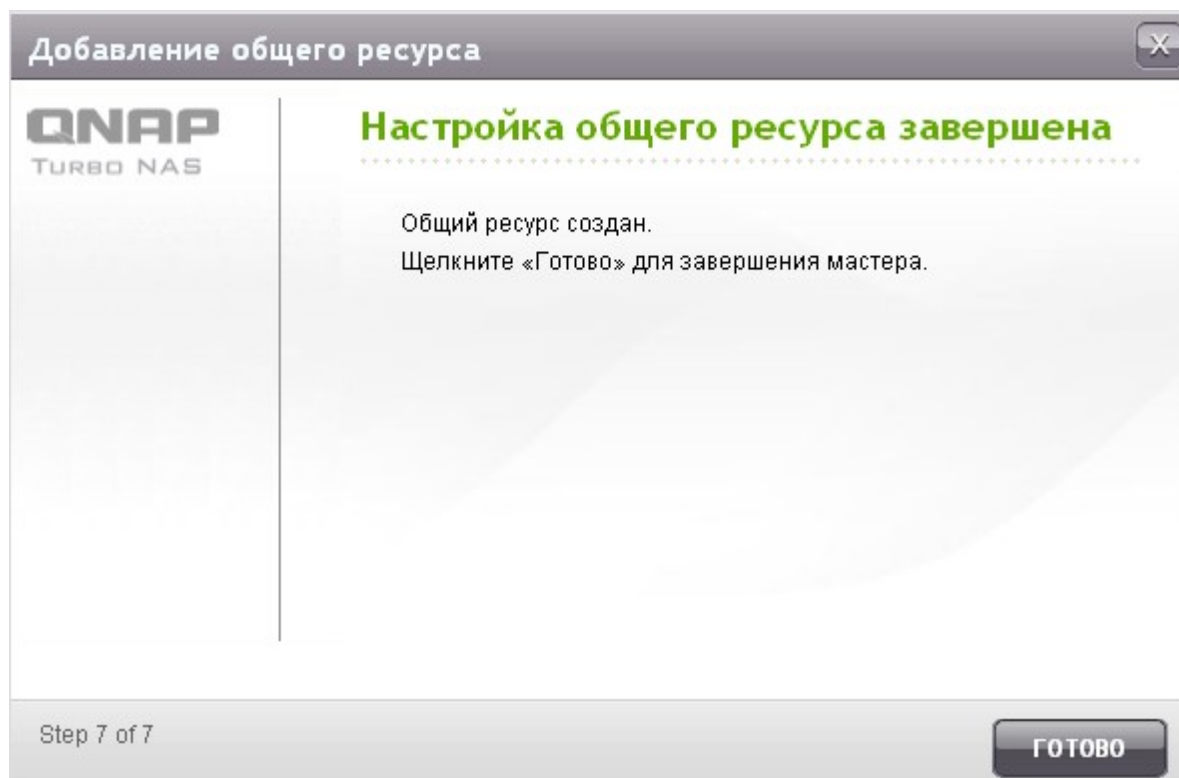 Добавление общего ресурса
X
QNAP
TURBO NAS
Настройка общего ресурса завершена
Общий ресурс создан.
Щелкните «Готово» для завершения мастера.
Step 7 of 7
ГОТОВО